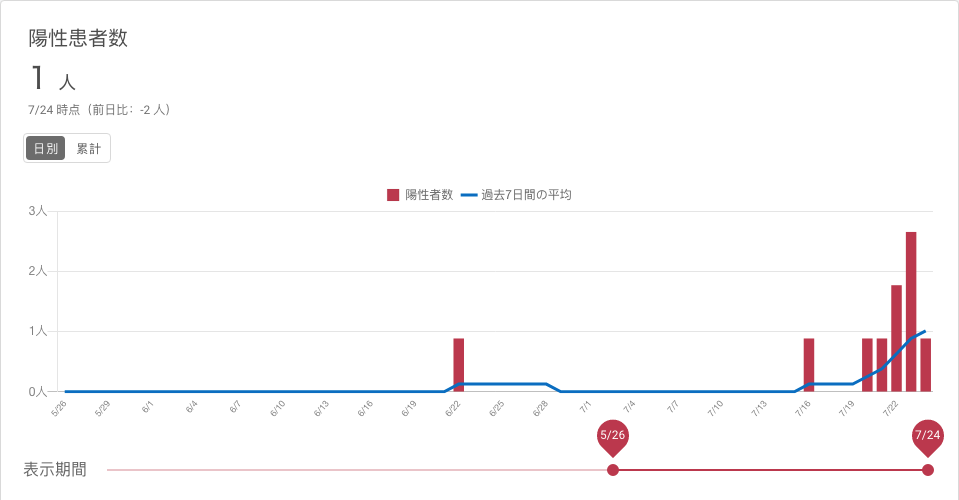 陽性患者数
1 人
7/24 時点（前日比: -2 人）
日別 累計
陽性者数 過去7日間の平均
3人
2人
1人
0人
5/26 5/29 6/1 6/4 6/7 6/10 6/13 6/16 6/19 6/22 6/25 6/28 7/1 7/4 7/7 7/10 7/13 7/16 7/19 7/22
5/26 7/24
表示期間